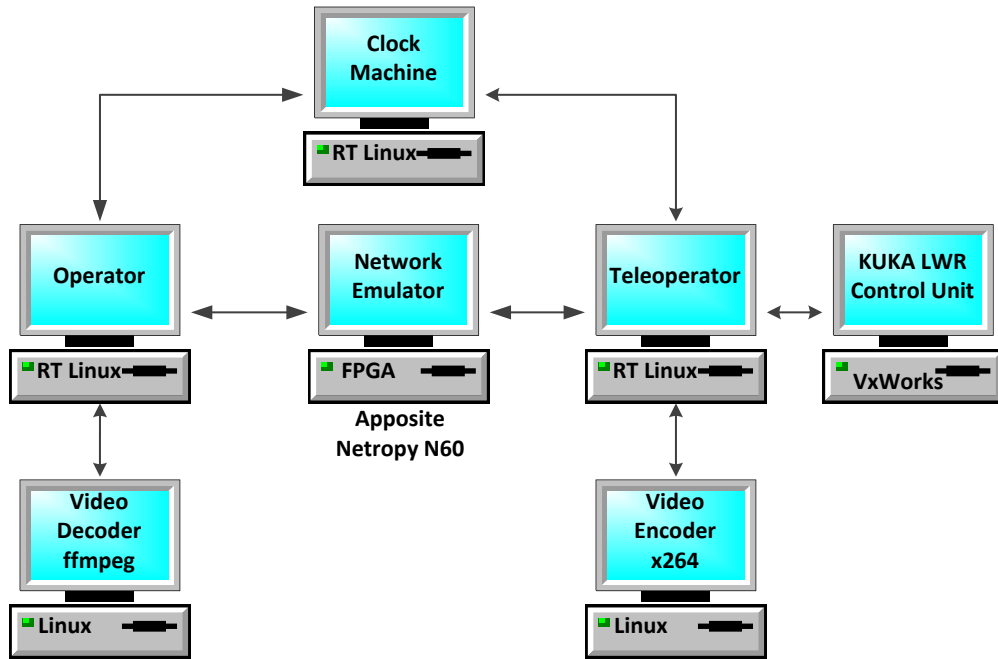 Clock
Machine
RT Linux
Operator
RT Linux
Network
Emulator
FPGA
Apposite
Netropy N60
Teleoperator
RT Linux
KUKA LWR
Control Unit
VxWorks
Video
Decoder
ffmpeg
Linux
Video
Encoder
x264
Linux